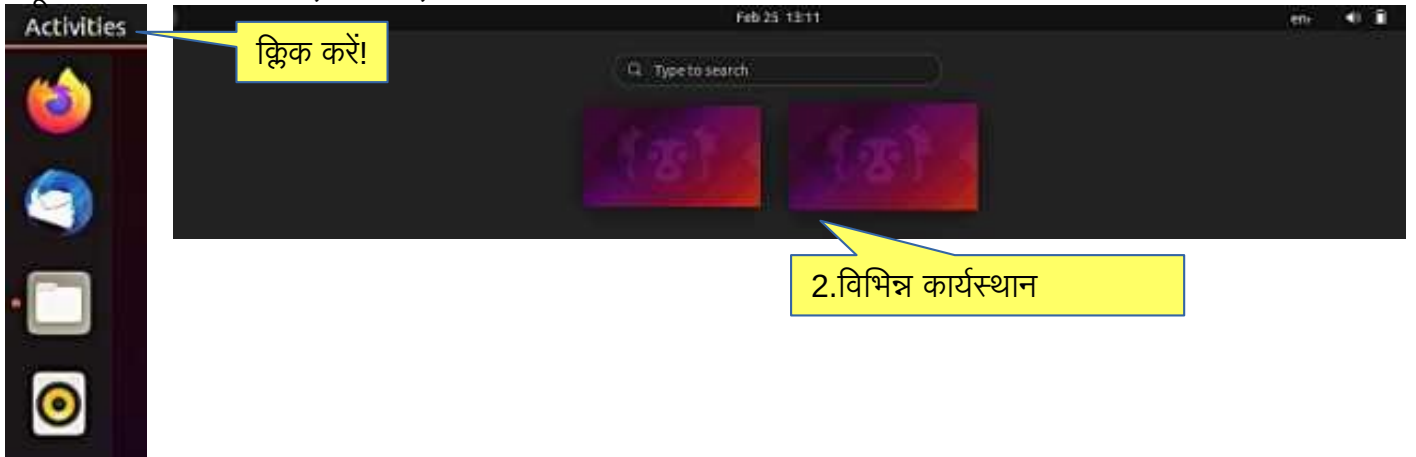 Activities
क्लिक करें!
Feb 25 13:11
en
Type to search
2.विभिन्न कार्यस्थान